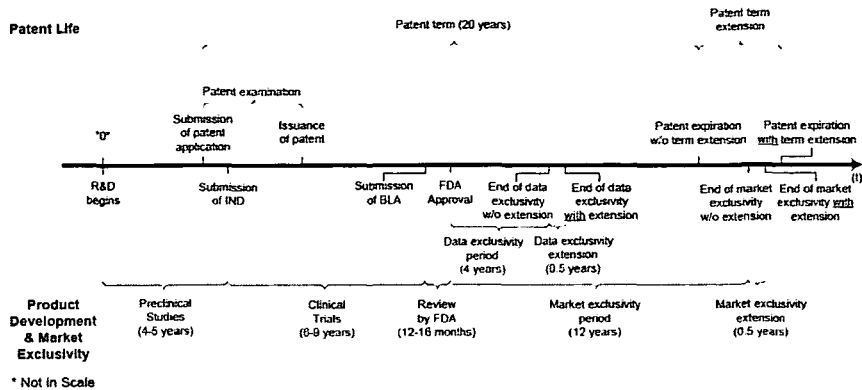 Patent Life
Patent term (20 years)
Patent term
extension
Patent examination
"0"
Submission
of patent
application
Issuance
of patent
Patent expiration
w/o term extension
Patent expiration
with term extension
(t)
R&D
begins
Submission
of IND
Submission
of BLA
FDA
Approval
End of data
exclusivity
w/o extension
End of data
exclusivity
with extension
End of market
exclusivity
w/o extension
End of market
exclusivity with
extension
Data exclusivity
period
(4 years)
Data exclusivity
extension
(0.5 years)
Product
Development
& Market
Exclusivity
Preclinical
Studies
(4-5 years)
Clinical
Trials
(6-9 years)
Review
by FDA
(12-16 months)
Market exclusivity
period
(12 years)
Market exclusivity
extension
(0.5 years)
* Not in Scale